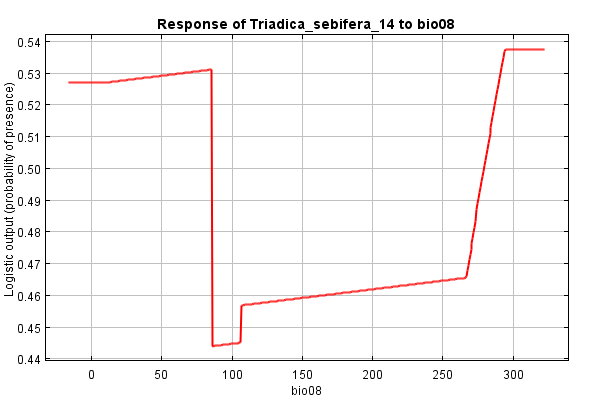 Response of Triadica_sebifera_14 to bio08
Logistic output (probability of presence)
0.54
0.53
0.52
0.51
0.50
0.49
0.48
0.47
0.46
0.45
0.44
0 50 100 150 200 250 300
bio08